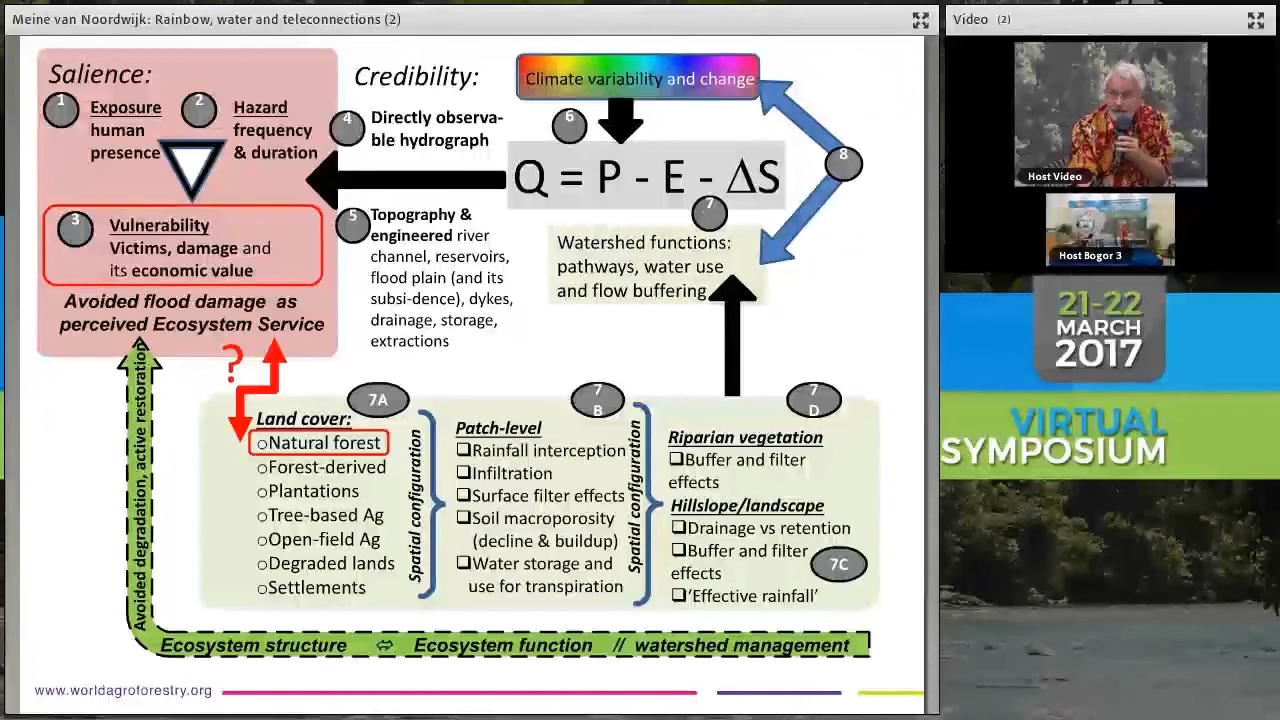 Meine van Noordwijk: Rainbow, water and teleconnections (2)
Video (2)
Salience:
1
Exposure
human
presence
2
Hazard
frequency
& duration
3
Vulnerability
Victims, damage and
its economic value
Avoided flood damage as
perceived Ecosystem Service
Credibility:
4
Directly observa-
ble hydrograph
5
Topography &
engineered river
channel, reservoirs,
flood plain (and its
subsi-dence), dykes,
drainage, storage,
extractions
Climate variability and change
6
Q = P - E - ΔS
7
8
Watershed functions:
pathways, water use
and flow buffering
?
7A
Land cover:
oNatural forest
oForest-derived
oPlantations
oTree-based Ag
oOpen-field Ag
oDegraded lands
oSettlements
Spatial configuration
7
B
Patch-level
❑Rainfall interception
❑Infiltration
❑Surface filter effects
❑Soil macroporosity
(decline & buildup)
❑Water storage and
use for transpiration
Spatial configuration
7
D
Riparian vegetation
❑Buffer and filter
effects
Hillslope/landscape
❑Drainage vs retention
❑Buffer and filter
effects
7C
❑'Effective rainfall'
Avoided degradation, active restoration
Ecosystem structure ⇔ Ecosystem function // watershed management
www.worldagroforestry.org
Host Video
Host Bogor 3
21-22
MARCH
2017
VIRTUAL
SYMPOSIUM